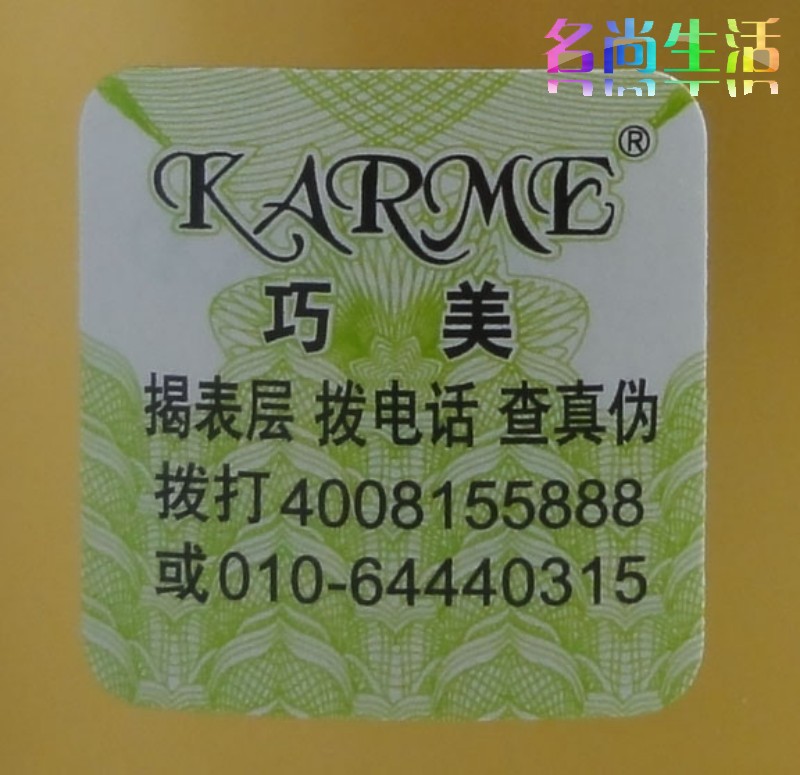 名尚生活
KARME®
巧美
揭表层 拨电话 查真伪
拨打4008155888
或010-64440315